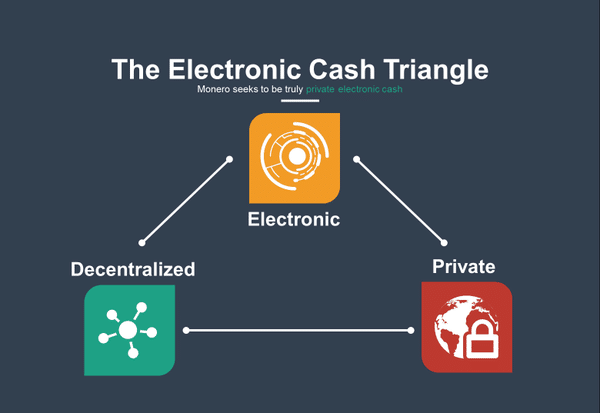 The Electronic Cash Triangle
Monero seeks to be truly private electronic cash
Electronic
Decentralized
Private